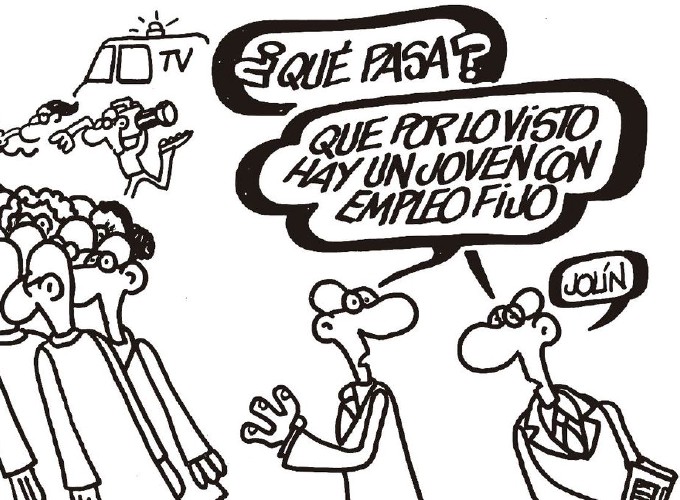 TV
¿QUÉ PASA?
QUE POR LO VISTO
HAY UN JOVEN CON
EMPLEO FIJO
JOLÍN